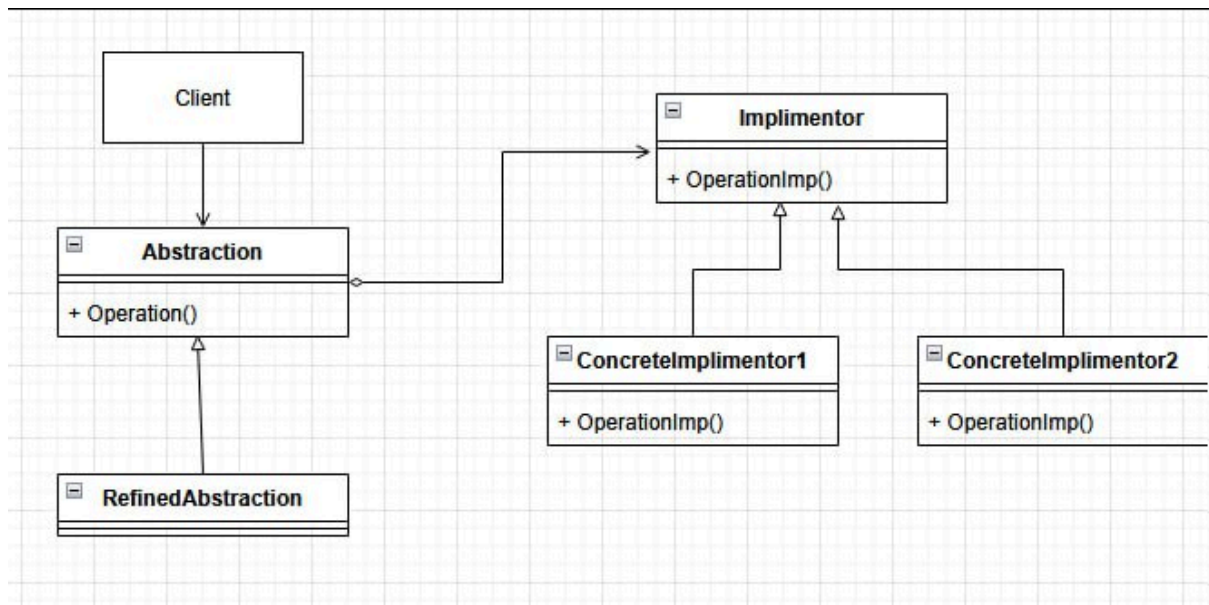 Client
Implimentor
+ OperationImp()
Abstraction
+ Operation()
ConcreteImplimentor1
+ OperationImp()
ConcreteImplimentor2
+ OperationImp()
RefinedAbstraction